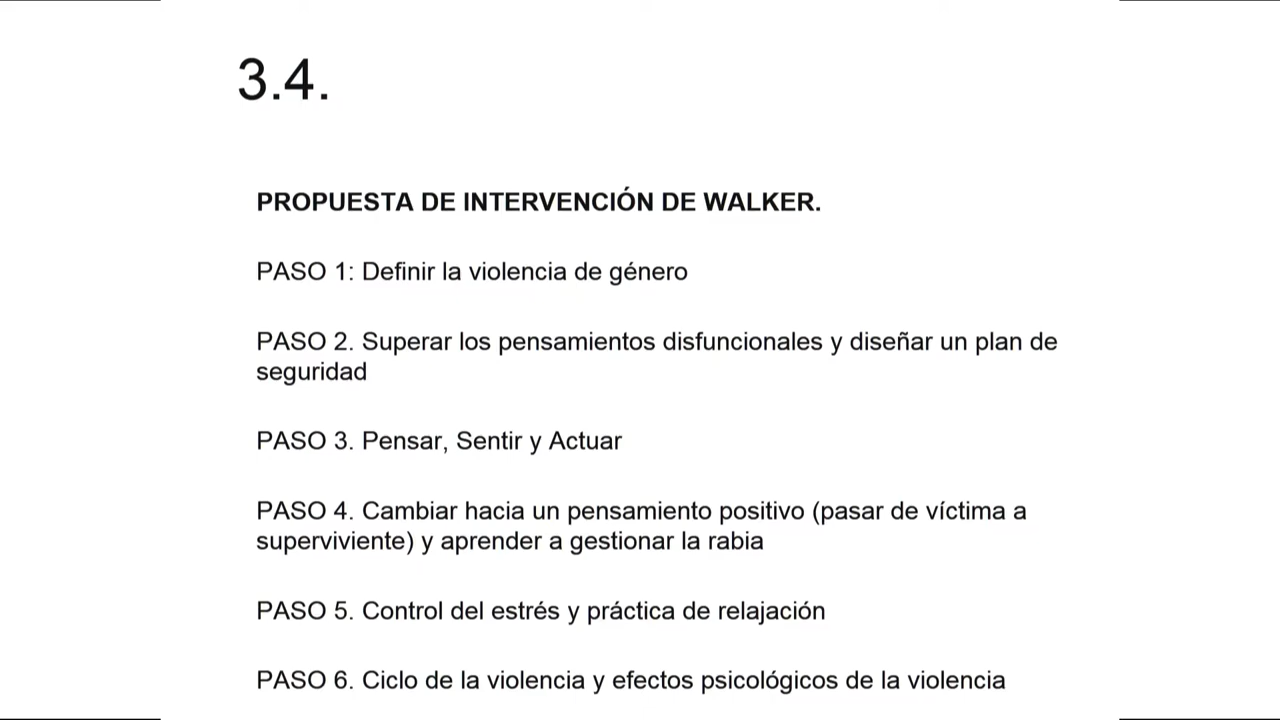 3.4.
PROPUESTA DE INTERVENCIÓN DE WALKER.
PASO 1: Definir la violencia de género
PASO 2. Superar los pensamientos disfuncionales y diseñar un plan de
seguridad
PASO 3. Pensar, Sentir y Actuar
PASO 4. Cambiar hacia un pensamiento positivo (pasar de víctima a
superviviente) y aprender a gestionar la rabia
PASO 5. Control del estrés y práctica de relajación
PASO 6. Ciclo de la violencia y efectos psicológicos de la violencia